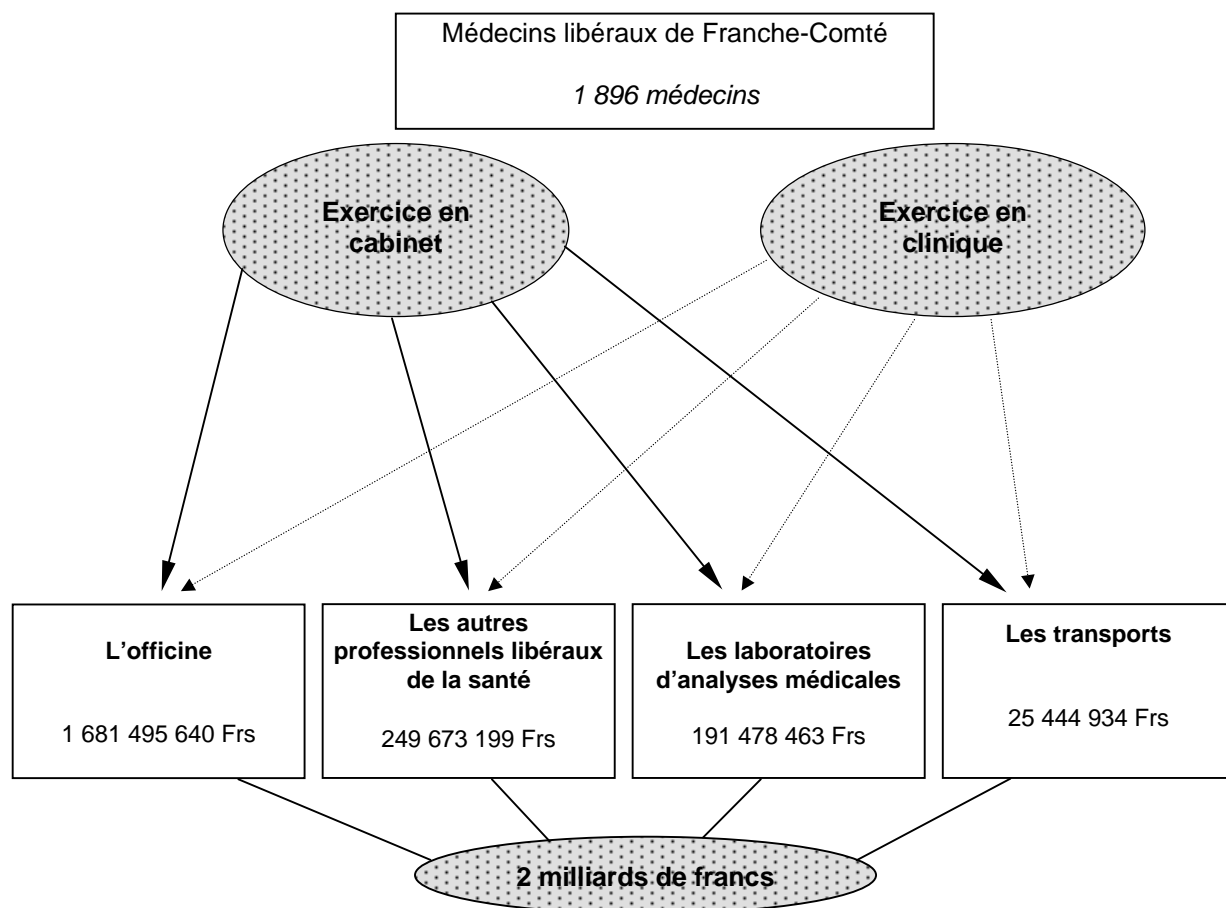 Médecins libéraux de Franche-Comté
1 896 médecins
Exercice en
cabinet
Exercice en
clinique
L'officine
1 681 495 640 Frs
Les autres
professionnels libéraux
de la santé
249 673 199 Frs
Les laboratoires
d'analyses médicales
191 478 463 Frs
Les transports
25 444 934 Frs
2 milliards de francs